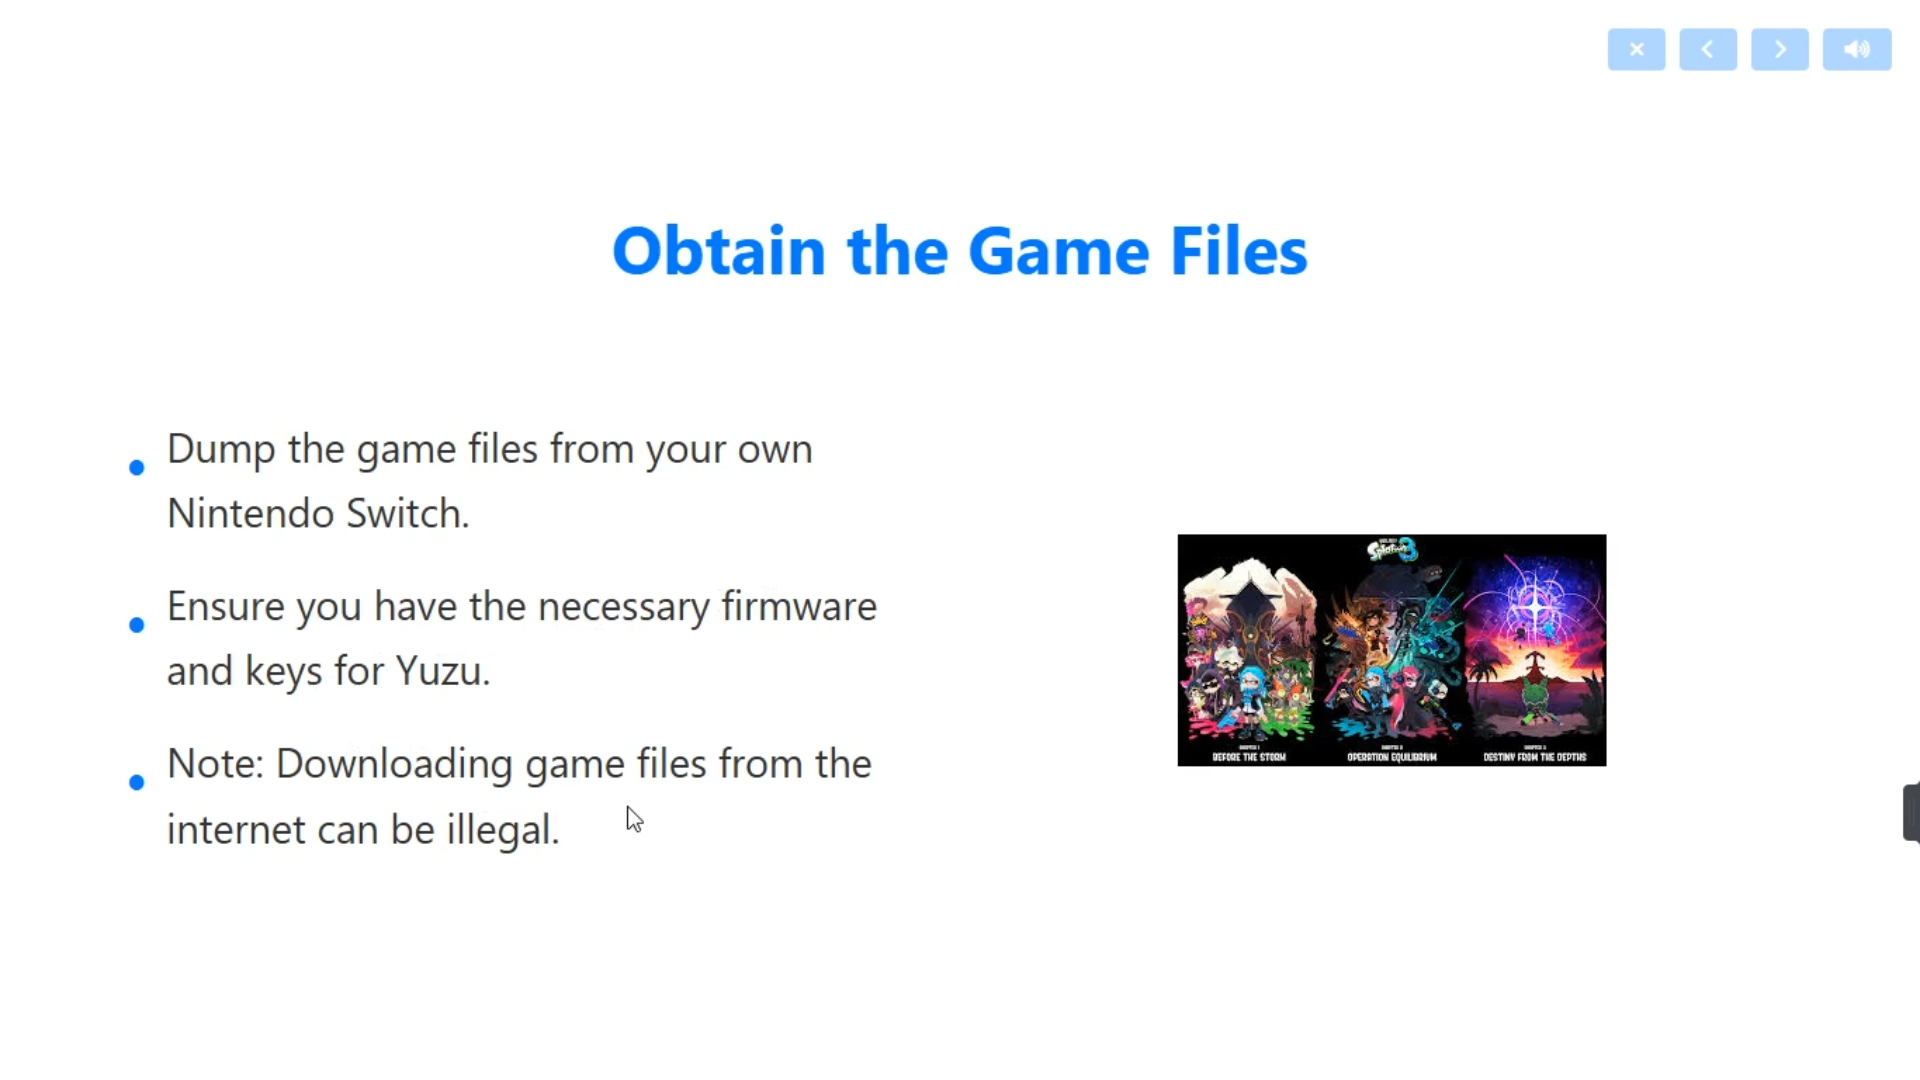 Obtain the Game Files
Dump the game files from your own
Nintendo Switch.
Ensure you have the necessary firmware
and keys for Yuzu.
Note: Downloading game files from the
internet can be illegal.
Splatoon 3
BEFORE THE STORM
OPERATION EQUILIBRIUM
DESTINY FROM THE DEPTHS